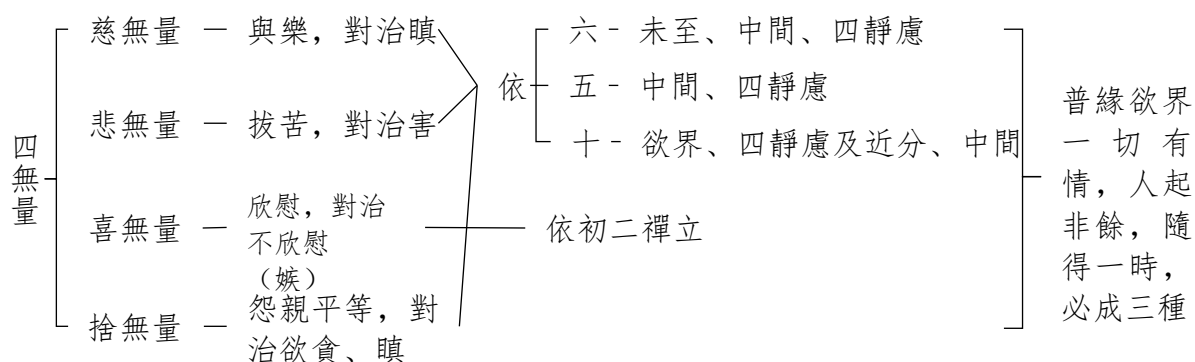 四無量
慈無量 — 與樂，對治瞋
悲無量 — 拔苦，對治害
喜無量 — 欣慰，對治
不欣慰
（嫉）
捨無量 — 怨親平等，對
治欲貪、瞋
依
六 - 未至、中間、四靜慮
五 - 中間、四靜慮
十 - 欲界、四靜慮及近分、中間
依初二禪立
普緣欲界
一切有
情，人起
非餘，隨
得一時，
必成三種